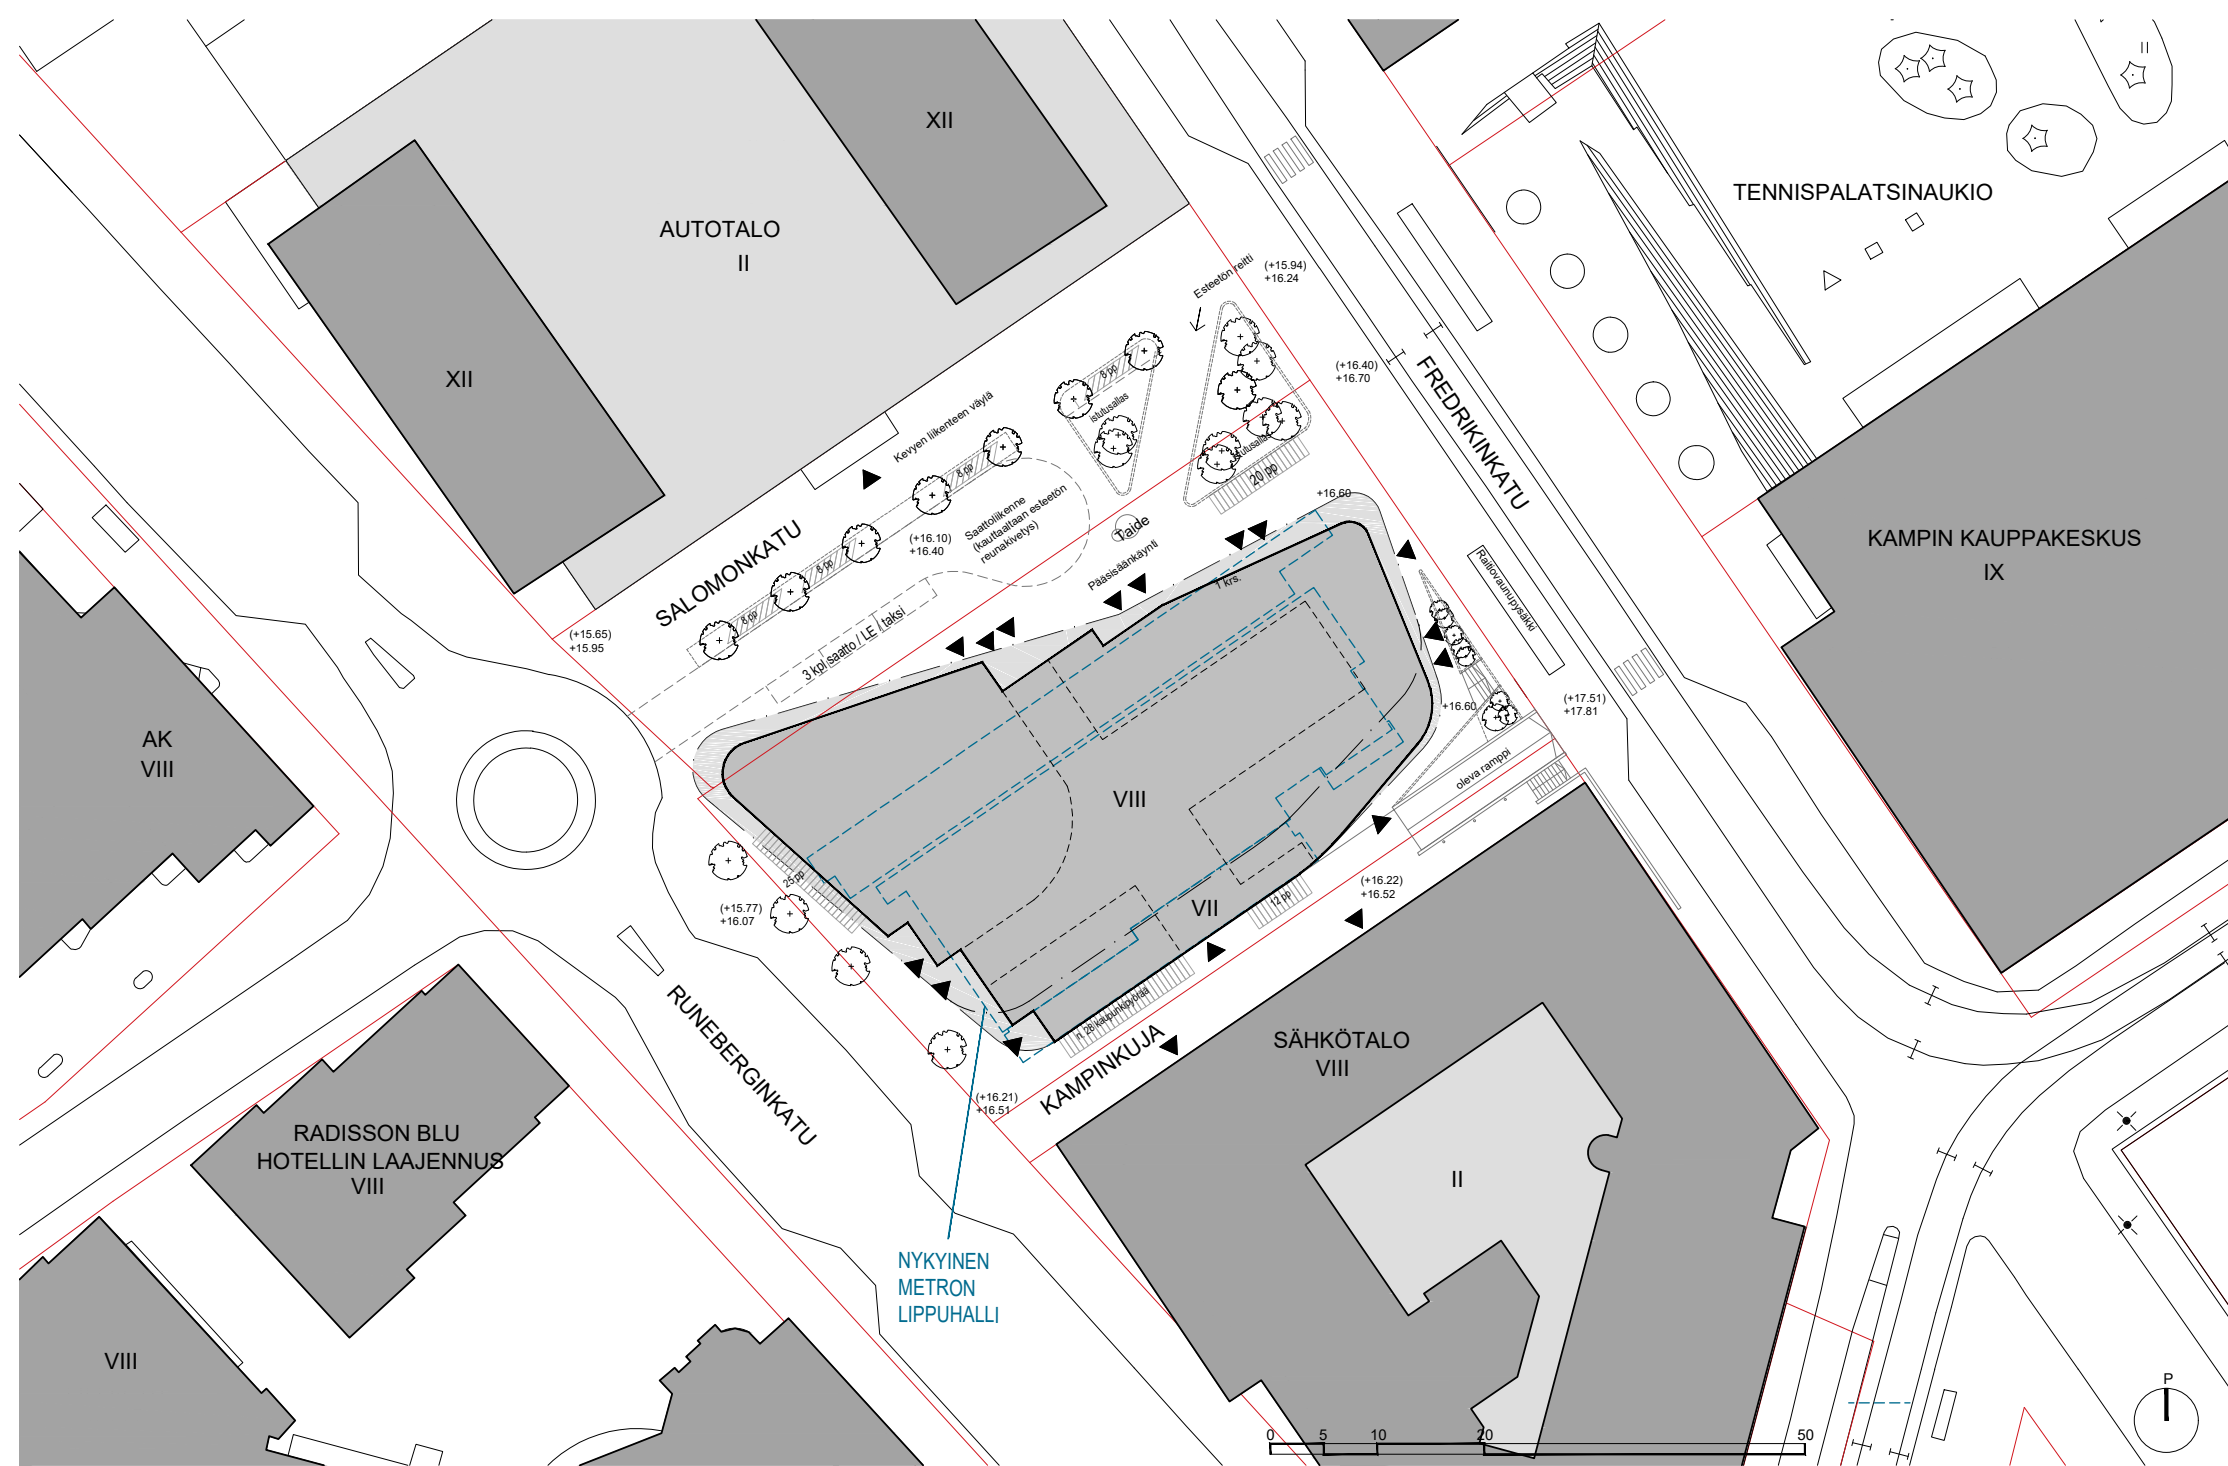 XII
AUTOTALO
II
XII
TENNISPALATSINAUKIO
II
Esteetön reitti
(+15.94)
+16.24
(+16.40)
+16.70
FREDRIKINKATU
KAMPIN KAUPPAKESKUS
IX
Kevyen liikenteen väylä
8 pp
istutusallas
istutusallas
20 pp
8 pp
8 pp
8 pp
Saattoliikenne
(kauttaaltaan esteetön
reunakivetys)
(+16.10)
+16.40
Taide
Pääsisäänkäynti
+16.60
1 krs.
SALOMONKATU
3 kpl saatto / LE / taksi
(+15.65)
+15.95
Raitiovaunupysäkki
+16.60
(+17.51)
+17.81
oleva ramppi
AK
VIII
VIII
VII
25 pp
12 pp
(+15.77)
+16.07
(+16.22)
+16.52
n. 28 kaupunkipyörää
KAMPINKUJA
(+16.21)
+16.51
RUNEBERGINKATU
SÄHKÖTALO
VIII
II
RADISSON BLU
HOTELLIN LAAJENNUS
VIII
NYKYINEN
METRON
LIPPUHALLI
VIII
P
0 5 10 20 50